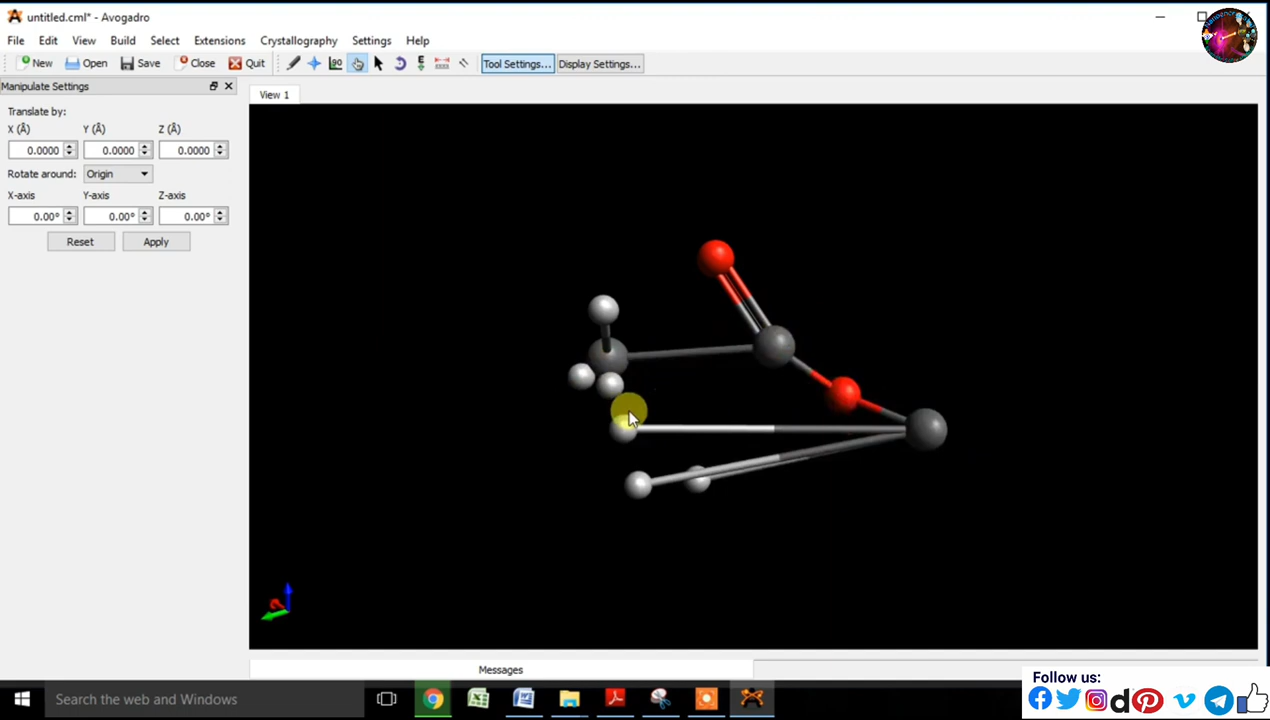 untitled.cml* - Avogadro
File Edit View Build Select Extensions Crystallography Settings Help
New Open Save Close Quit 90 E Tool Settings... Display Settings...
Manipulate Settings
View 1
Translate by:
X (Å) Y (Å) Z (Å)
0.0000 0.0000 0.0000
Rotate around: Origin
X-axis Y-axis Z-axis
0.00° 0.00° 0.00°
Reset Apply
Messages
Search the web and Windows
Follow us: